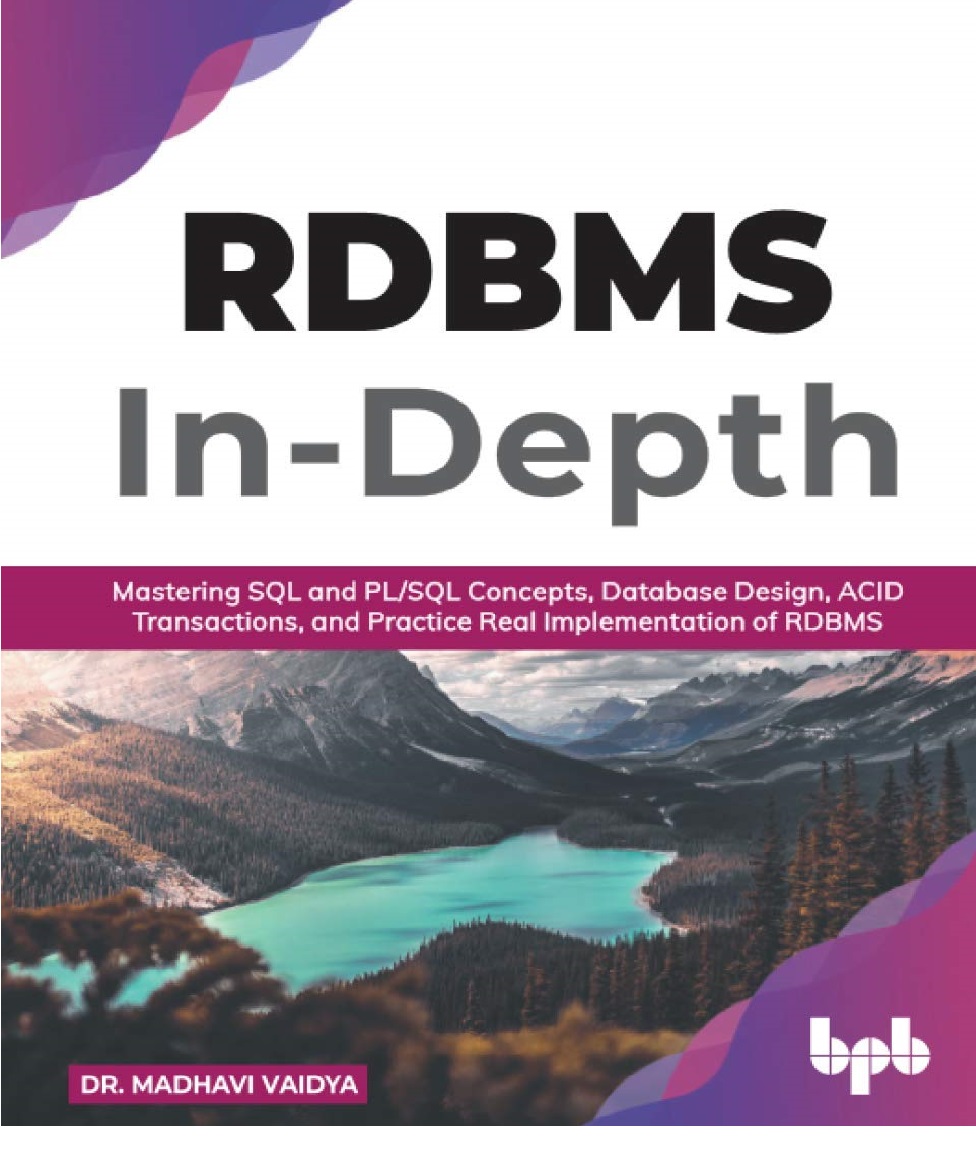 RDBMS
In-Depth
Mastering SQL and PL/SQL Concepts, Database Design, ACID
Transactions, and Practice Real Implementation of RDBMS
DR. MADHAVI VAIDYA
bpb